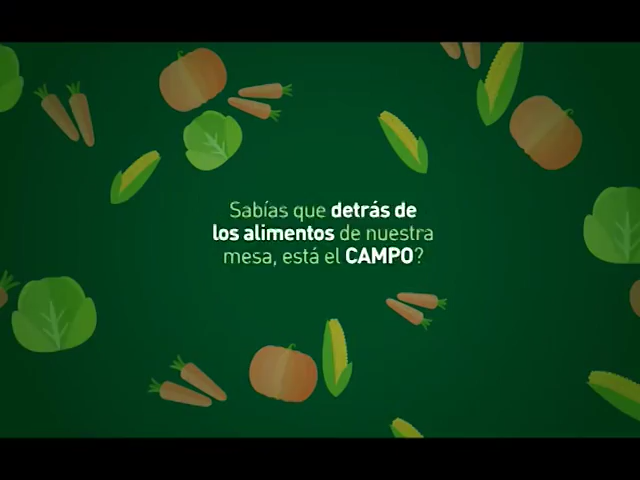 Sabías que detrás de
los alimentos de nuestra
mesa, está el CAMPO?